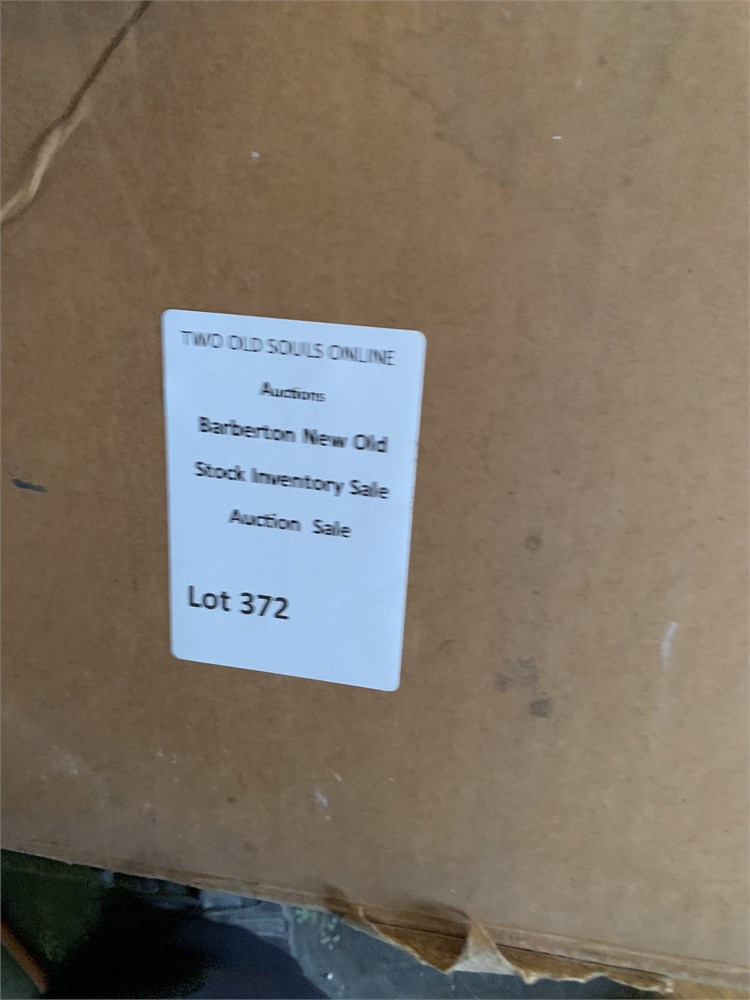 TWO OLD SOULS ONLINE
Auctions
Barberton New Old
Stock Inventory Sale
Auction Sale
Lot 372